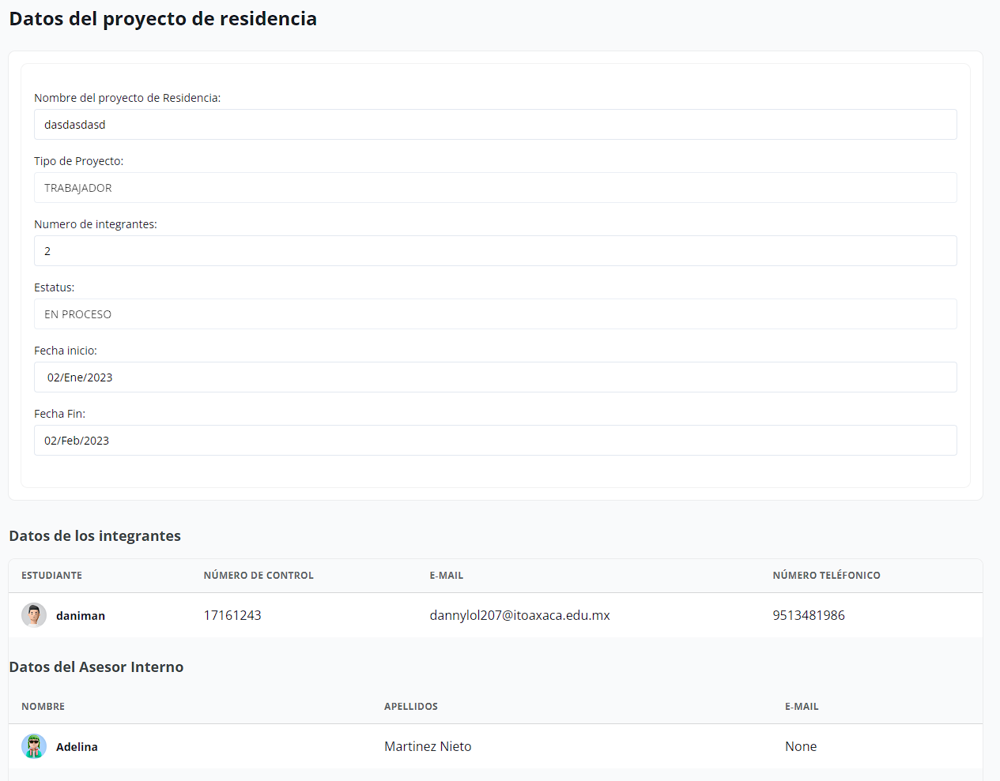 Datos del proyecto de residencia
Nombre del proyecto de Residencia:
dasdasdasd
Tipo de Proyecto:
TRABAJADOR
Numero de integrantes:
2
Estatus:
EN PROCESO
Fecha inicio:
02/Ene/2023
Fecha Fin:
02/Feb/2023
Datos de los integrantes
ESTUDIANTE NÚMERO DE CONTROL E-MAIL NÚMERO TELÉFONICO
daniman 17161243 dannylol207@itoaxaca.edu.mx 9513481986
Datos del Asesor Interno
NOMBRE APELLIDOS E-MAIL
Adelina Martinez Nieto None